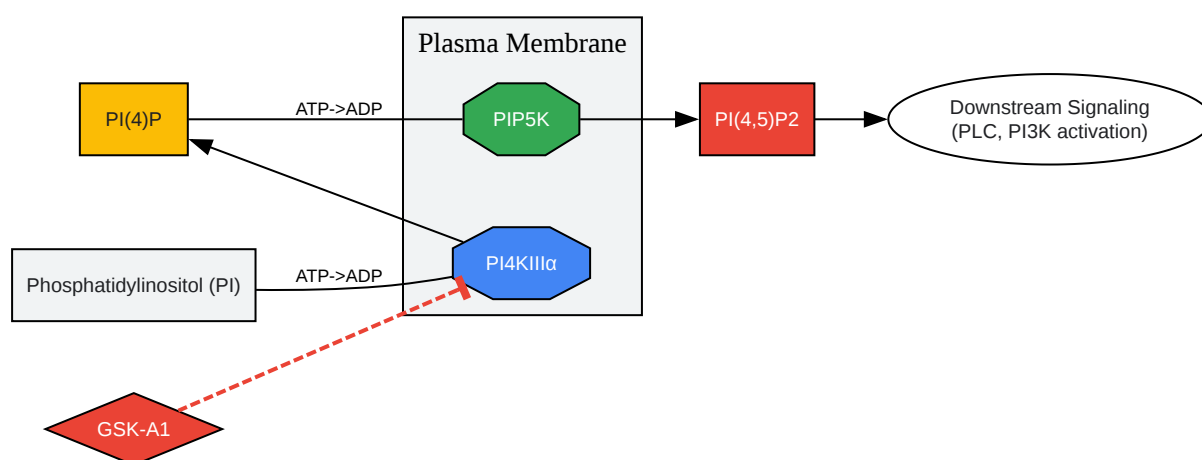 Plasma Membrane
PI(4)P
ATP->ADP
PIP5K
PI(4,5)P2
Downstream Signaling
(PLC, PI3K activation)
Phosphatidylinositol (PI)
ATP->ADP
PI4KIIIα
GSK-A1